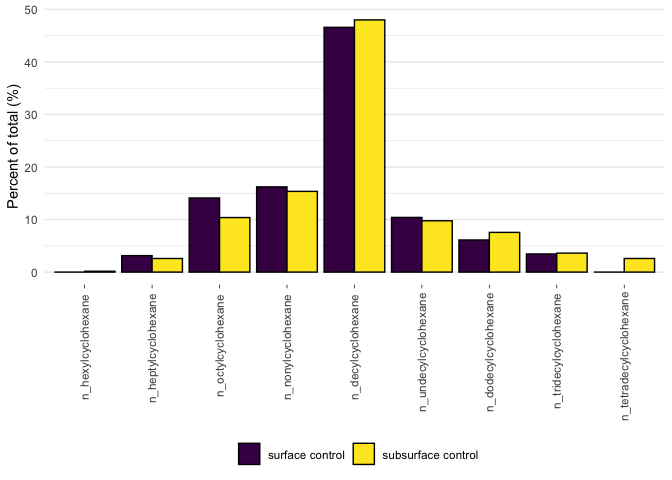 Percent of total (%)
50
40
30
20
10
0
n_hexylcyclohexane
n_heptylcyclohexane
n_octylcyclohexane
n_nonylcyclohexane
n_decylcyclohexane
n_undecylcyclohexane
n_dodecylcyclohexane
n_tridecylcyclohexane
n_tetradecylcyclohexane
surface control subsurface control